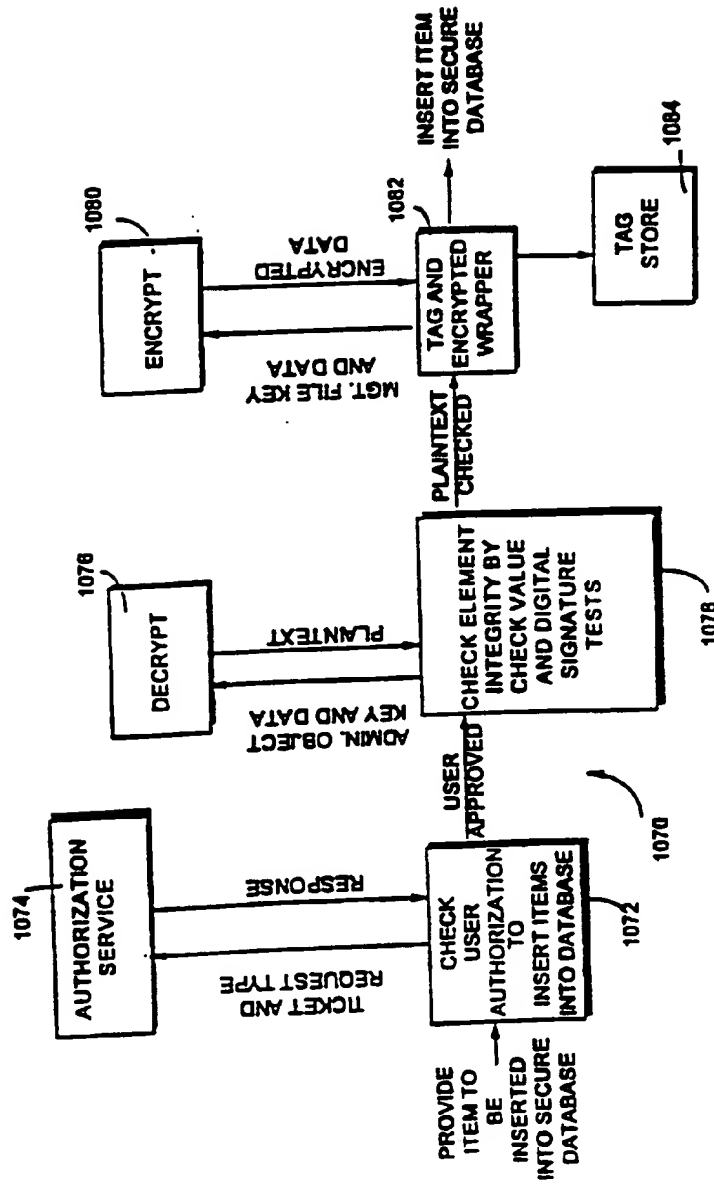 1074
AUTHORIZATION
SERVICE
TICKET AND
REQUEST TYPE
RESPONSE
PROVIDE
ITEM TO
BE
INSERTED
INTO SECURE
DATABASE
CHECK
USER
AUTHORIZATION
TO
INSERT ITEMS
INTO DATABASE
1072
USER
APPROVED
1070
1076
DECRYPT
ADMIN. OBJECT
KEY AND DATA
PLAINTEXT
CHECK ELEMENT
INTEGRITY BY
CHECK VALUE
AND DIGITAL
SIGNATURE
TESTS
1078
PLAINTEXT
CHECKED
1080
ENCRYPT
MGT. FILE KEY
AND DATA
ENCRYPTED
DATA
1082
TAG AND
ENCRYPTED
WRAPPER
INSERT ITEM
INTO SECURE
DATABASE
TAG
STORE
1084